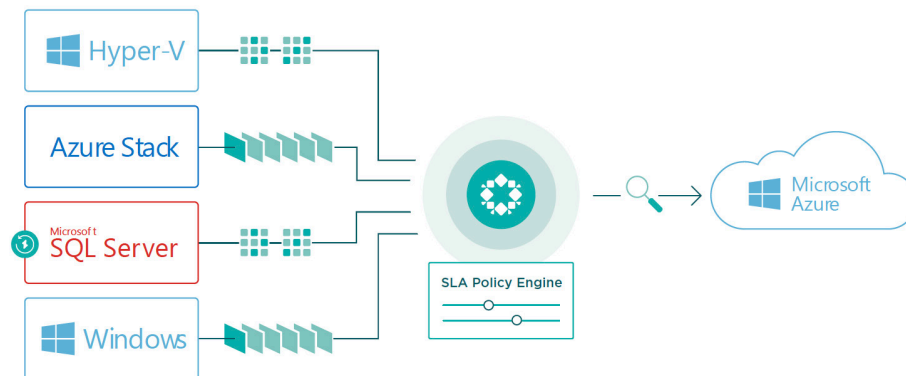 Hyper-V
Azure Stack
Microsoft
SQL Server
Windows
SLA Policy Engine
Microsoft
Azure